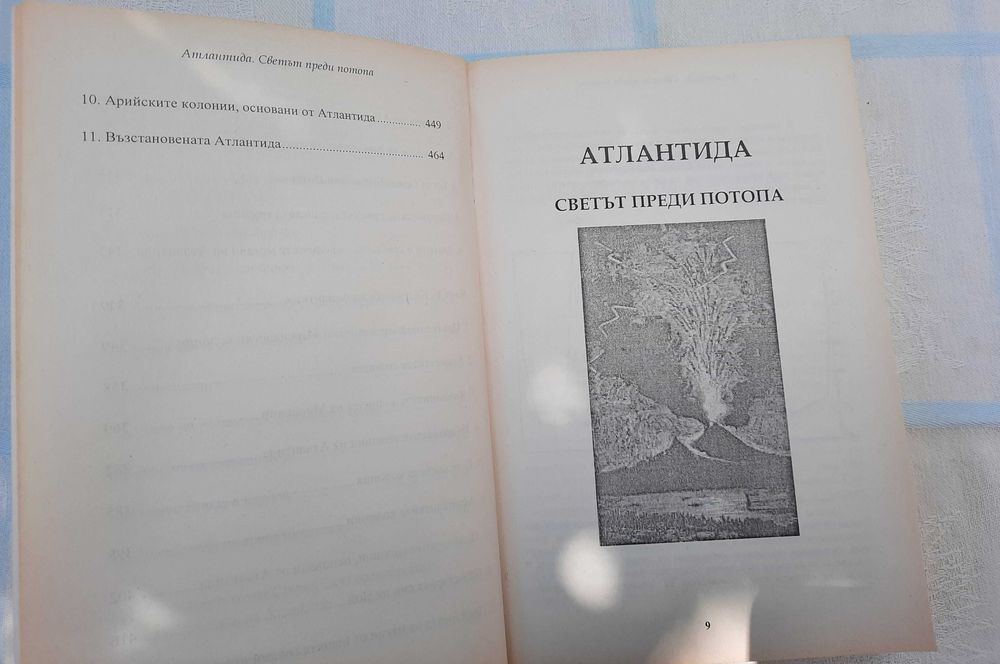 Атлантида. Светът преди потопа
10. Арийските колонии, основани от Атлантида.............. 449
11. Възстановената Атлантида............................................ 464
АТЛАНТИДА
СВЕТЪТ ПРЕДИ ПОТОПА
9